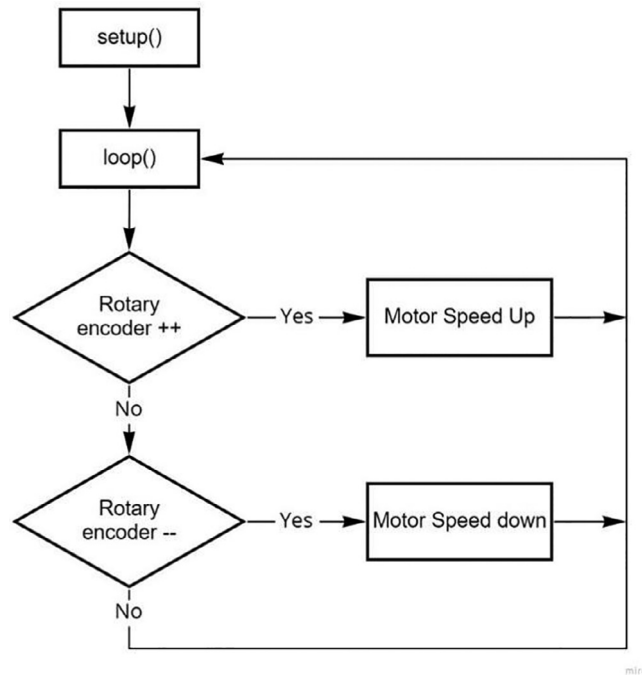 setup()
loop()
Rotary
encoder ++
Yes
Motor Speed Up
No
Rotary
encoder --
Yes
Motor Speed down
No